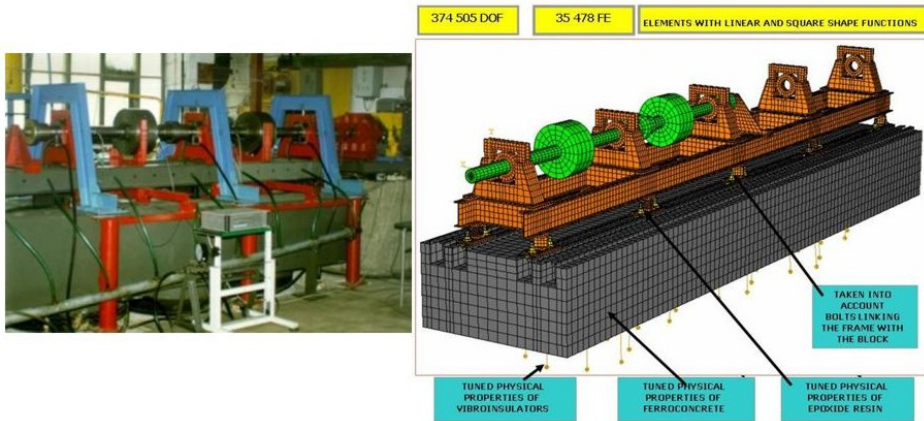 374 505 DOF
35 478 FE
ELEMENTS WITH LINEAR AND SQUARE SHAPE FUNCTIONS
TAKEN INTO
ACCOUNT
BOLTS LINKING
THE FRAME WITH
THE BLOCK
TUNED PHYSICAL
PROPERTIES OF
VIBROINSULATORS
TUNED PHYSICAL
PROPERTIES OF
FERROCONCRETE
TUNED PHYSICAL
PROPERTIES OF
EPOXIDE RESIN